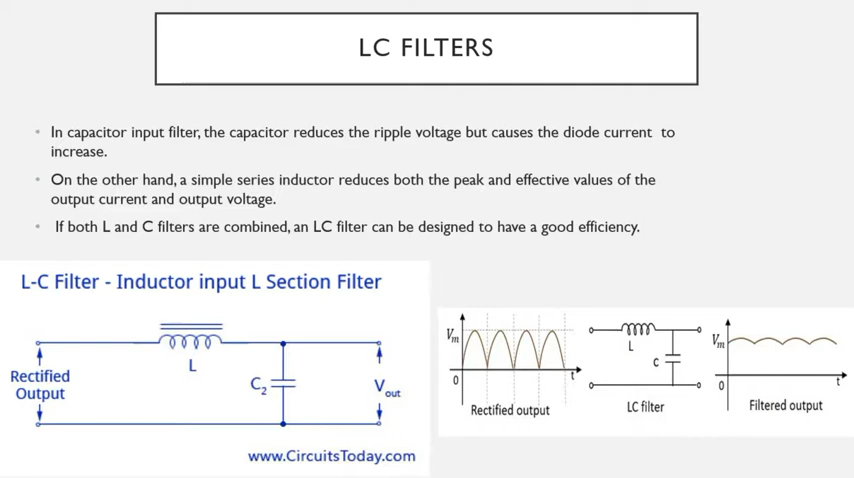 LC FILTERS
• In capacitor input filter, the capacitor reduces the ripple voltage but causes the diode current to
increase.
• On the other hand, a simple series inductor reduces both the peak and effective values of the
output current and output voltage.
• If both L and C filters are combined, an LC filter can be designed to have a good efficiency.
L-C Filter - Inductor input L Section Filter
L
Rectified
Output
C2
Vout
www.CircuitsToday.com
Vm
0
t
Rectified output
L
C
LC filter
Vm
0
t
Filtered output